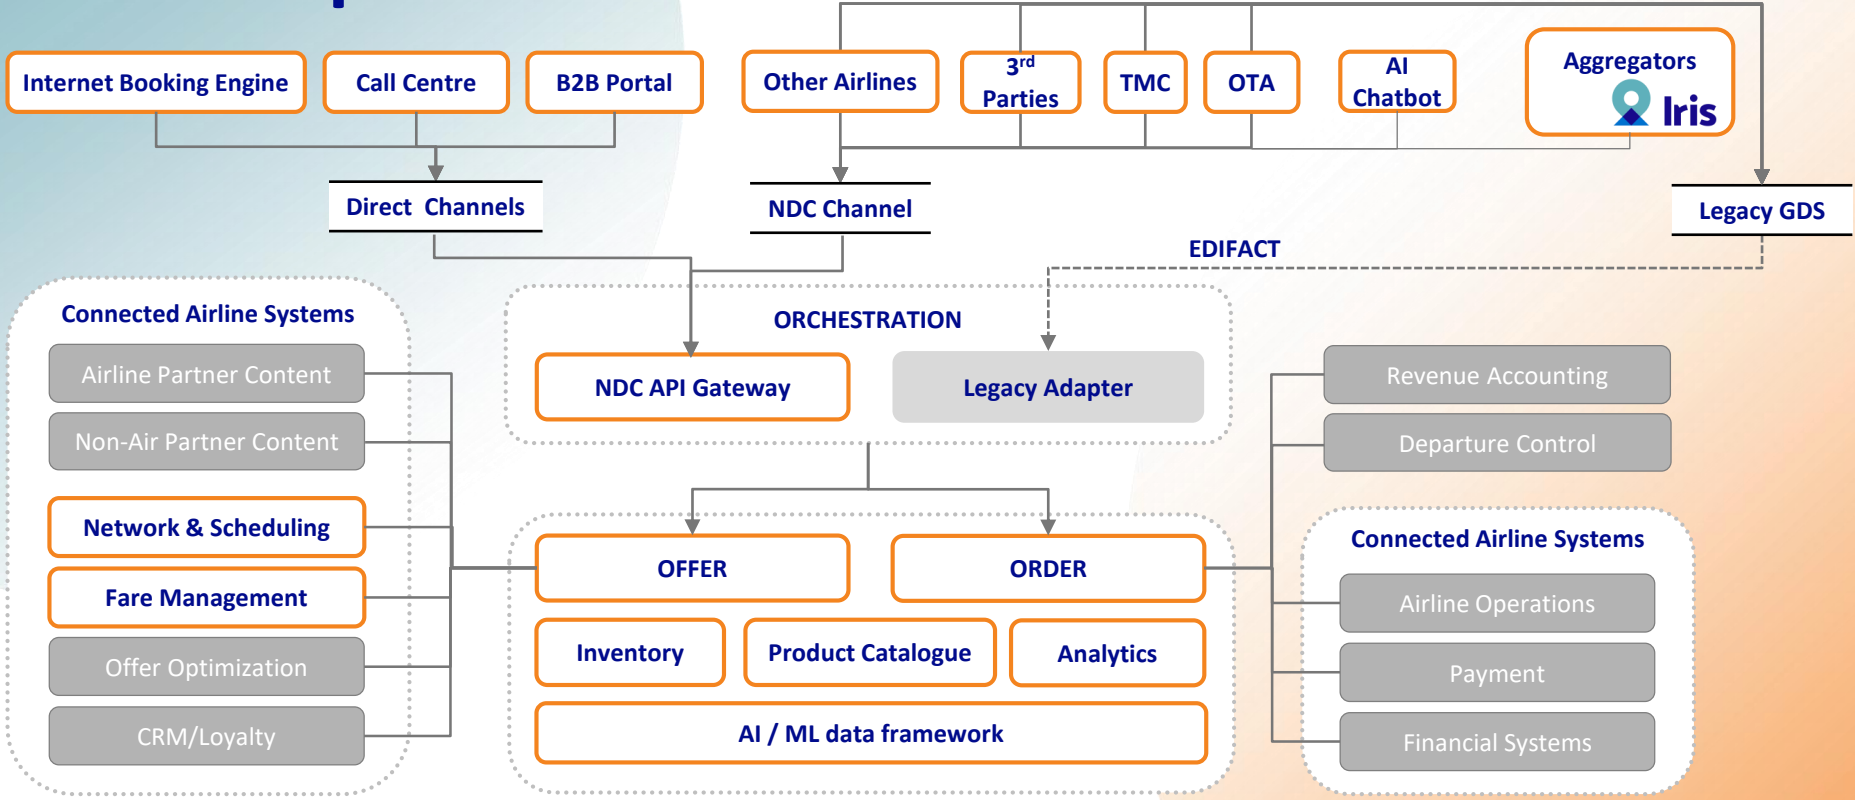 Internet Booking Engine
Call Centre
B2B Portal
Other Airlines
3rd
Parties
TMC
OTA
AI
Chatbot
Aggregators
Iris
Direct Channels
NDC Channel
Legacy GDS
EDIFACT
Connected Airline Systems
Airline Partner Content
Non-Air Partner Content
Network & Scheduling
Fare Management
Offer Optimization
CRM/Loyalty
ORCHESTRATION
NDC API Gateway
Legacy Adapter
OFFER
ORDER
Inventory
Product Catalogue
Analytics
AI / ML data framework
Revenue Accounting
Departure Control
Connected Airline Systems
Airline Operations
Payment
Financial Systems